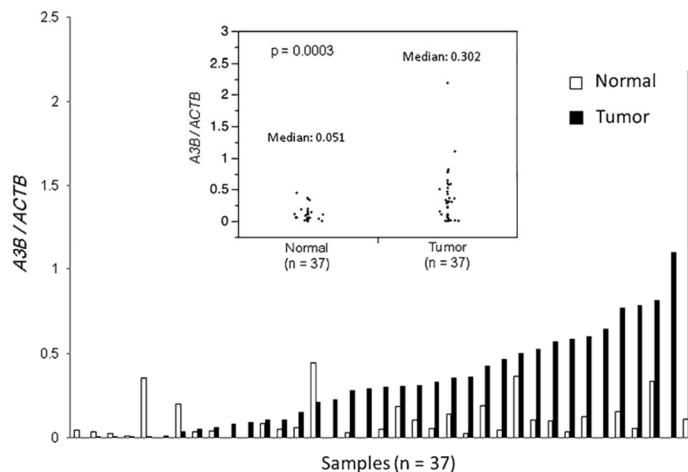 2.5
2
1.5
1
0.5
0
A3B / ACTB
Samples (n = 37)
3
2.5
2
1.5
1
0.5
0
A3B / ACTB
p = 0.0003
Median: 0.302
Median: 0.051
Normal
(n = 37)
Tumor
(n = 37)
Normal
Tumor